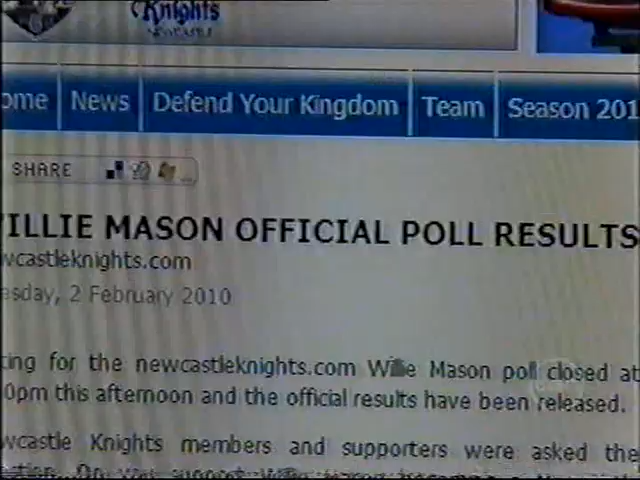 Knights
ome News Defend Your Kingdom Team Season 201
SHARE
ILLIE MASON OFFICIAL POLL RESULTS
wcastleknights.com
esday, 2 February 2010
ting for the newcastleknights.com Willie Mason poll closed at
0pm this afternoon and the official results have been released.
wcastle Knights members and supporters were asked the